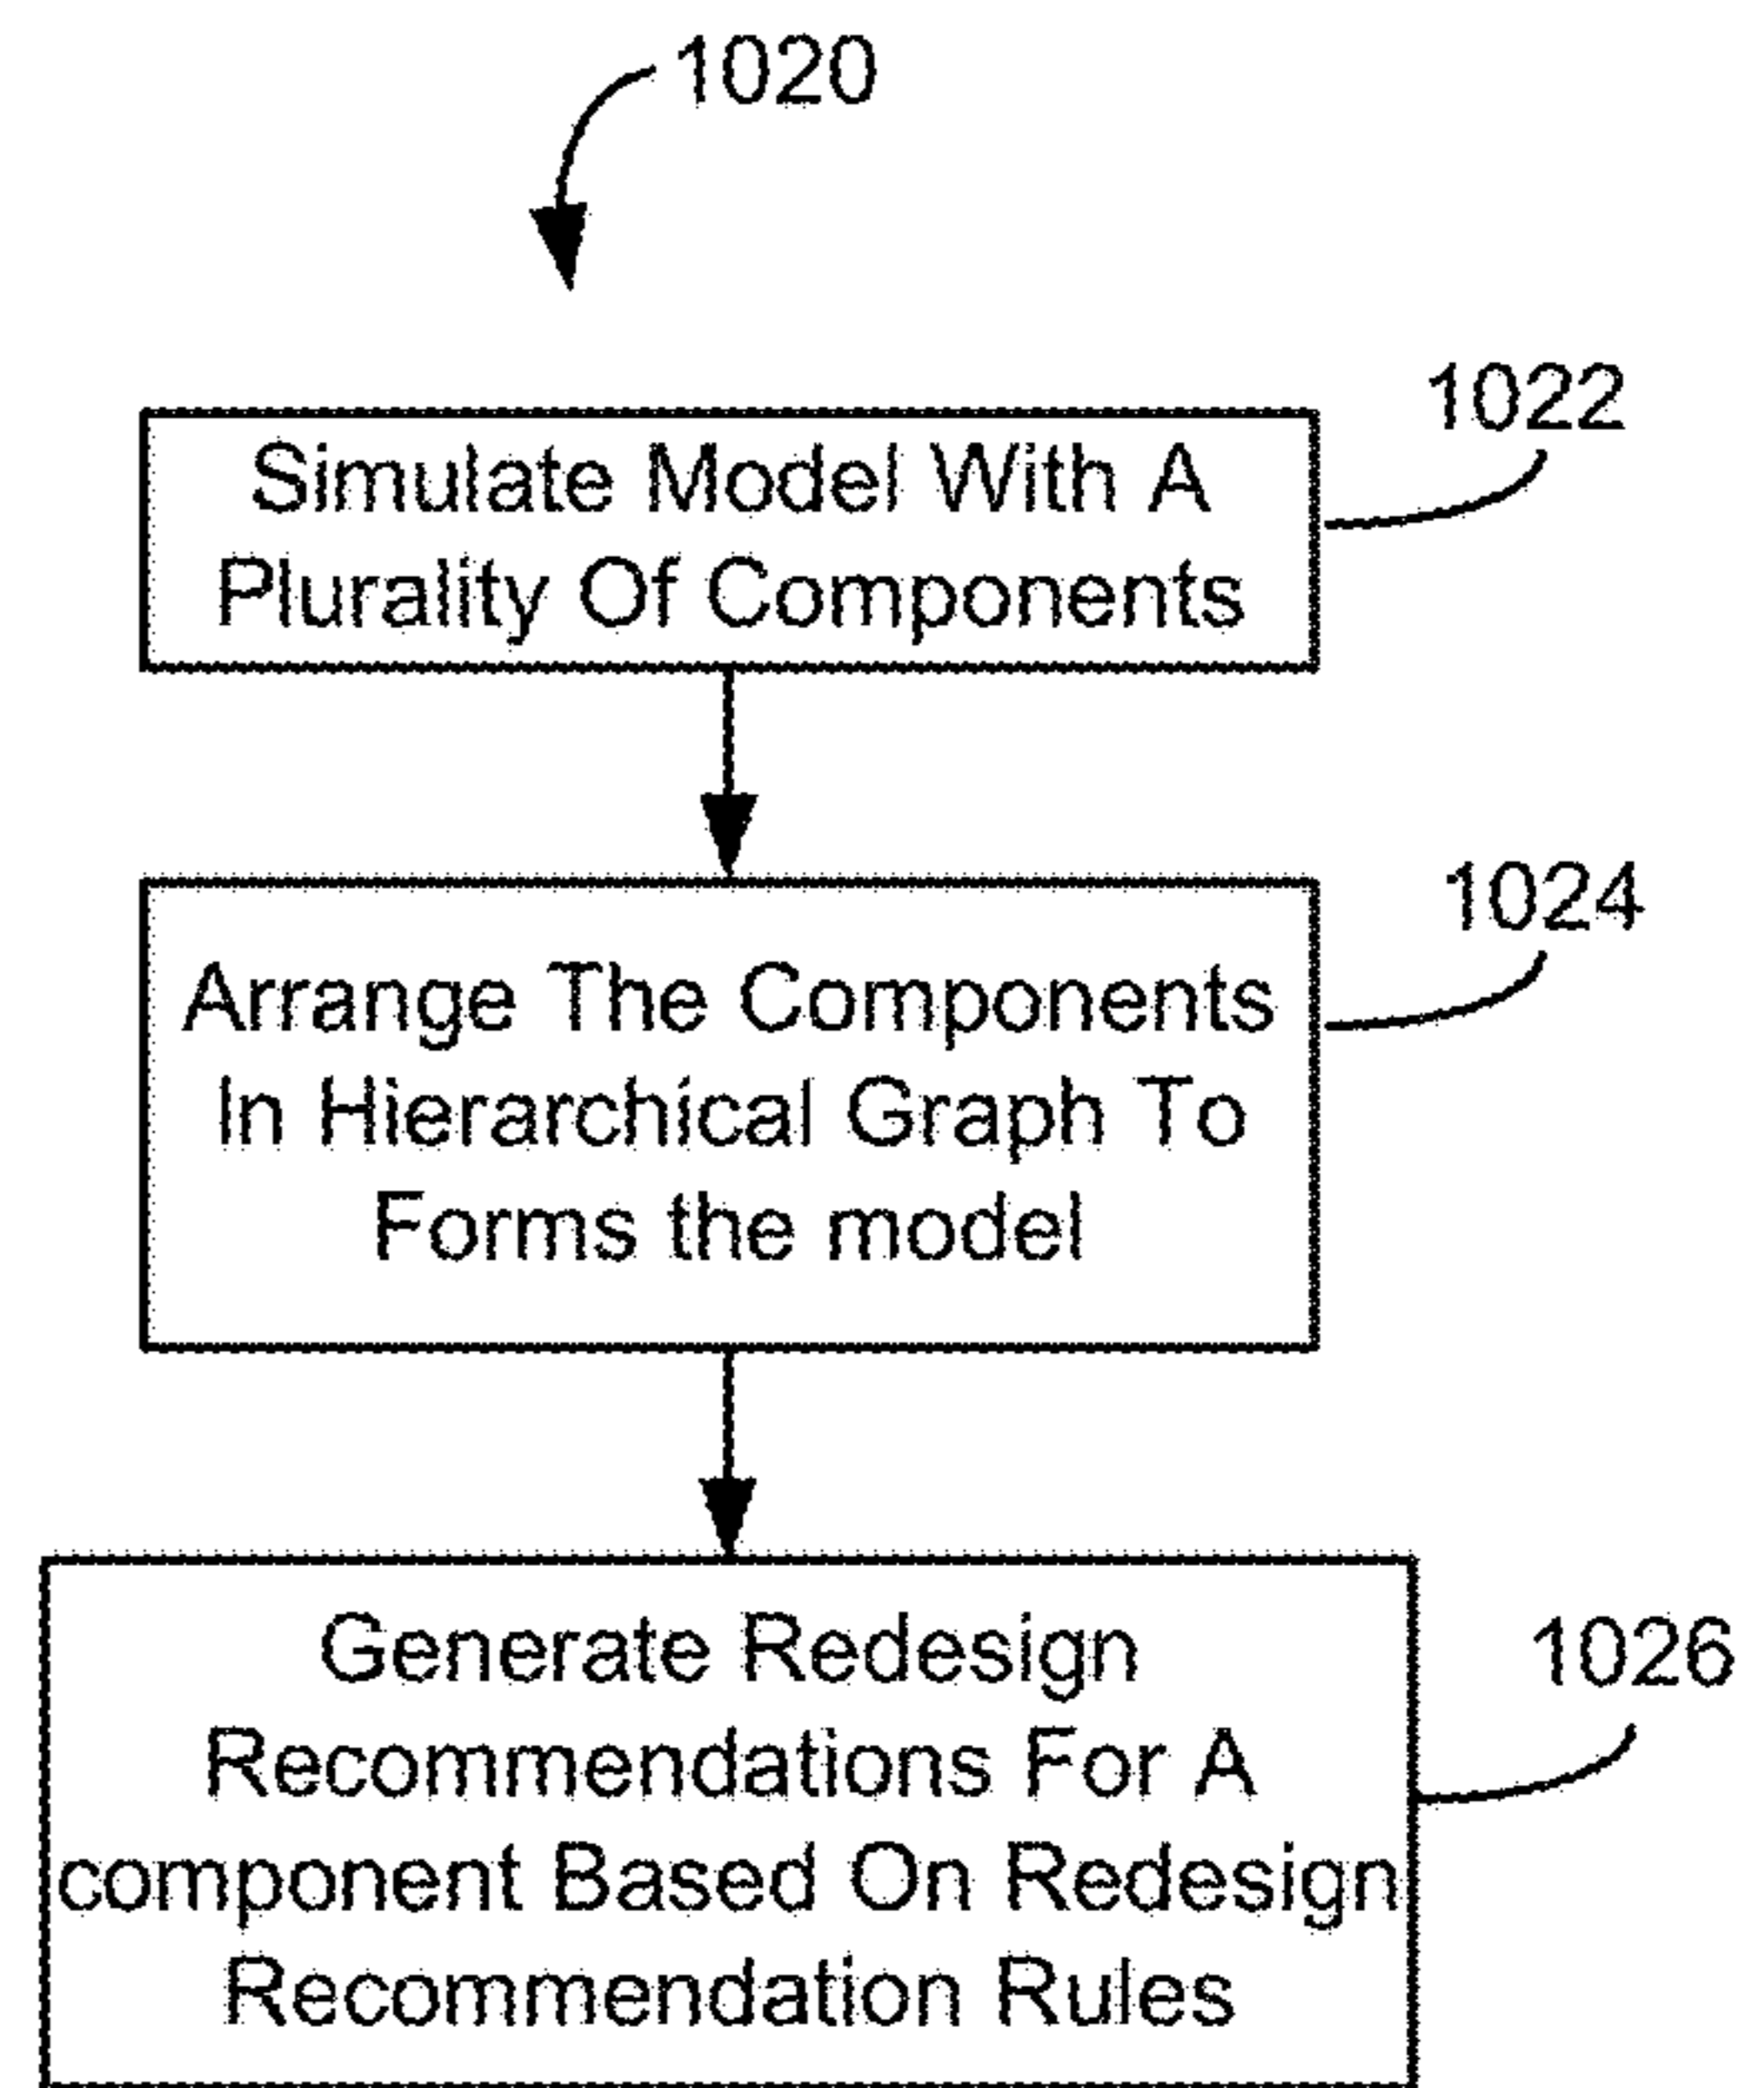 1020
1022
Simulate Model With A
Plurality Of Components
1024
Arrange The Components
In Hierarchical Graph To
Forms the model
1026
Generate Redesign
Recommendations For A
component Based On Redesign
Recommendation Rules